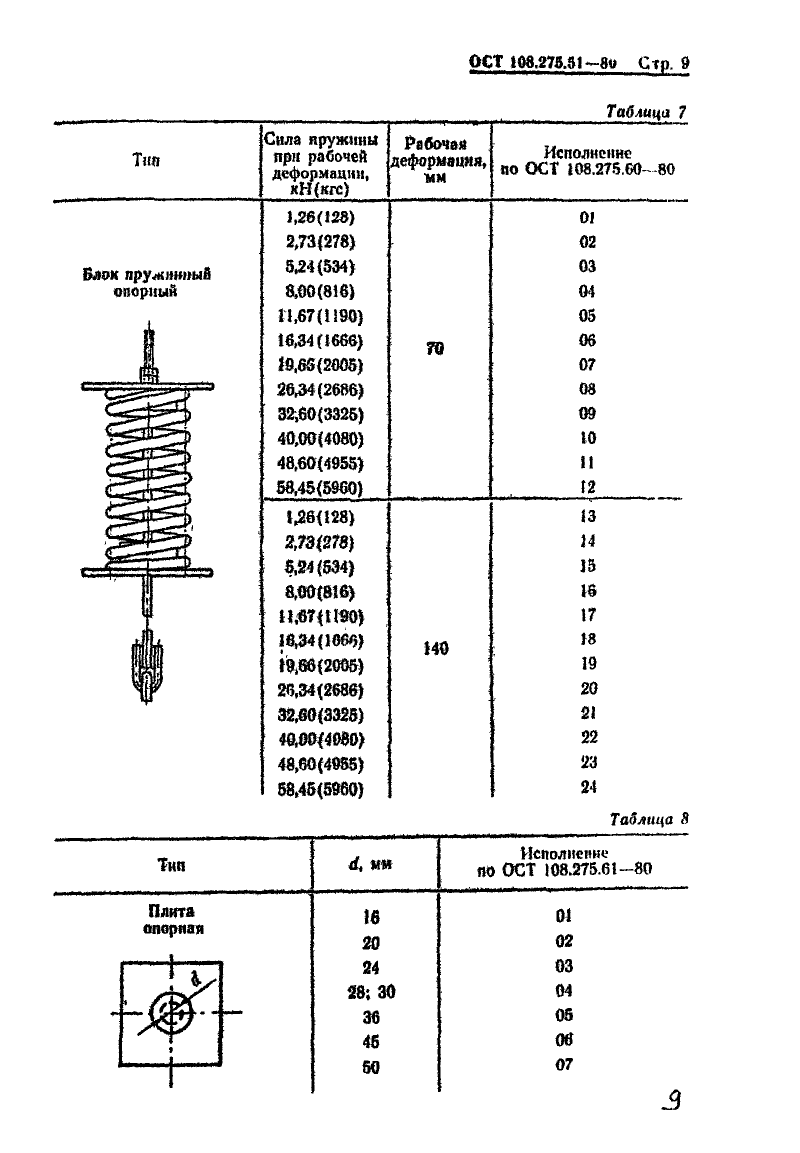 ОСТ 108.275.51—80 Стр. 9
Таблица 7
Тип
Сила пружины
при рабочей
деформации,
кН(кгс)
Рабочая
деформация,
мм
Исполнение
по ОСТ 108.275.60—80
Блок пружинный
опорный
1,26(128) 01
2,73(278) 02
5,24(534) 03
8,00(816) 04
11,67(1190) 05
16,34(1666) 06
70
19,66(2005) 07
26,34(2686) 08
32,60(3325) 09
40,00(4080) 10
48,60(4955) 11
58,45(5960) 12
1,26(128) 13
2,73(278) 14
5,24(534) 15
8,00(816) 16
11,67(1190) 17
16,34(1666) 18
140
19,66(2005) 19
26,34(2686) 20
32,60(3325) 21
40,00(4080) 22
48,60(4955) 23
58,45(5960) 24
Таблица 8
Тип
d, мм
Исполнение
по ОСТ 108.275.61—80
Плита
опорная
d
16 01
20 02
24 03
28; 30 04
36 05
45 06
50 07
9